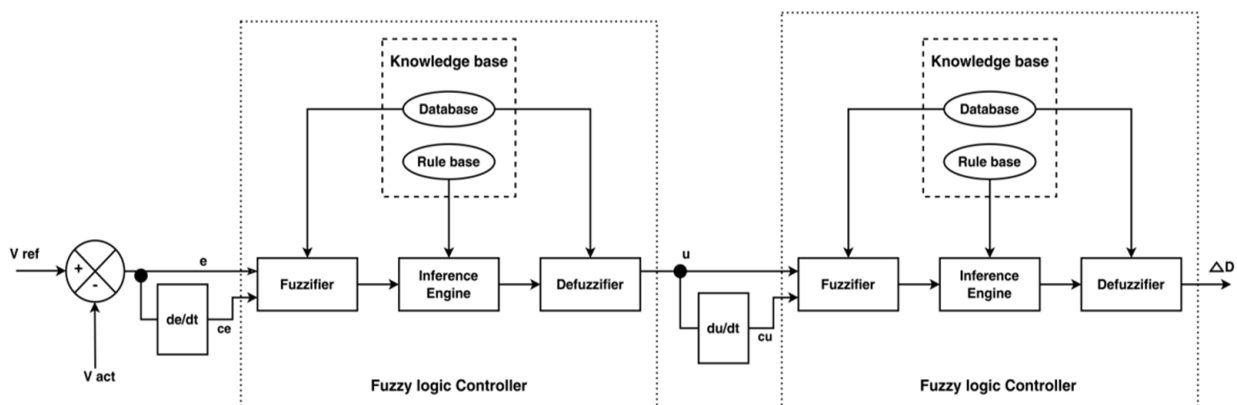 Knowledge base
Database
Rule base
V ref
+
-
V act
e
de/dt
ce
Fuzzifier
Inference
Engine
Defuzzifier
Fuzzy logic Controller
u
du/dt
cu
Knowledge base
Database
Rule base
Fuzzifier
Inference
Engine
Defuzzifier
△D
Fuzzy logic Controller